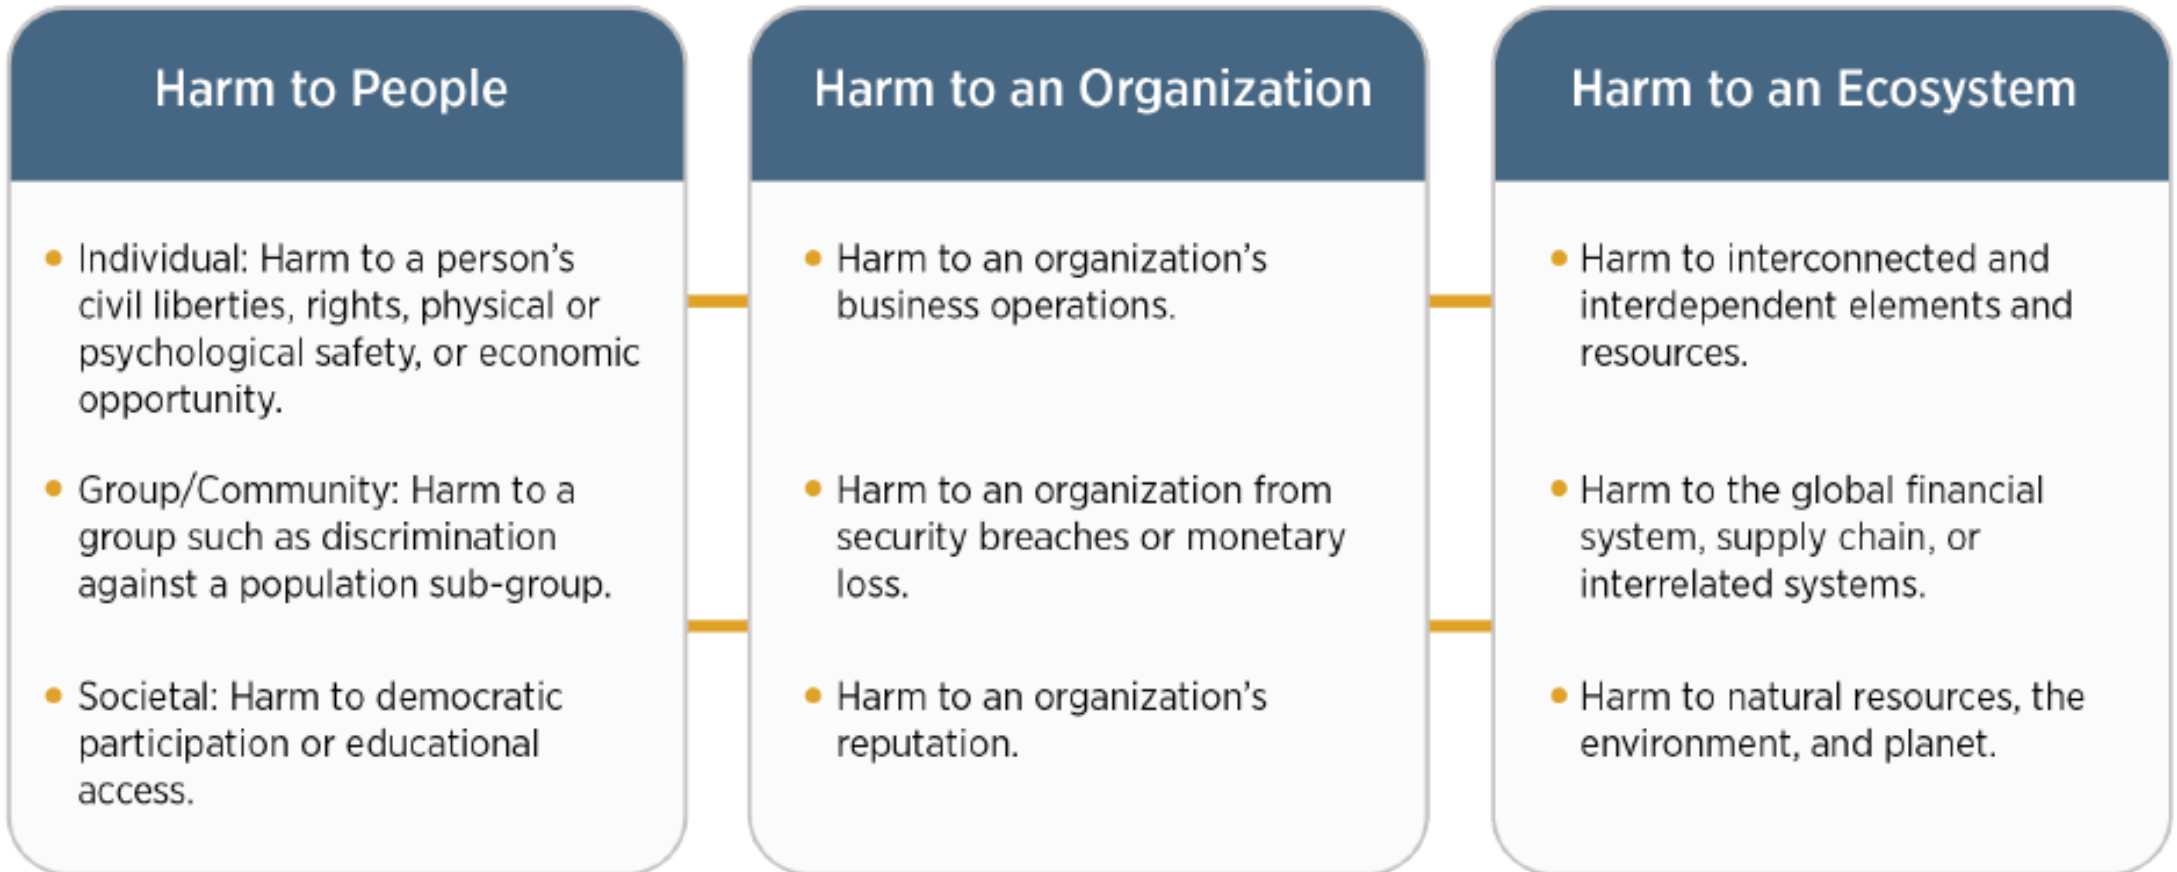 Harm to People
Individual: Harm to a person's
civil liberties, rights, physical or
psychological safety, or economic
opportunity.
Group/Community: Harm to a
group such as discrimination
against a population sub-group.
Societal: Harm to democratic
participation or educational
access.
Harm to an Organization
Harm to an organization's
business operations.
Harm to an organization from
security breaches or monetary
loss.
Harm to an organization's
reputation.
Harm to an Ecosystem
Harm to interconnected and
interdependent elements and
resources.
Harm to the global financial
system, supply chain, or
interrelated systems.
Harm to natural resources, the
environment, and planet.